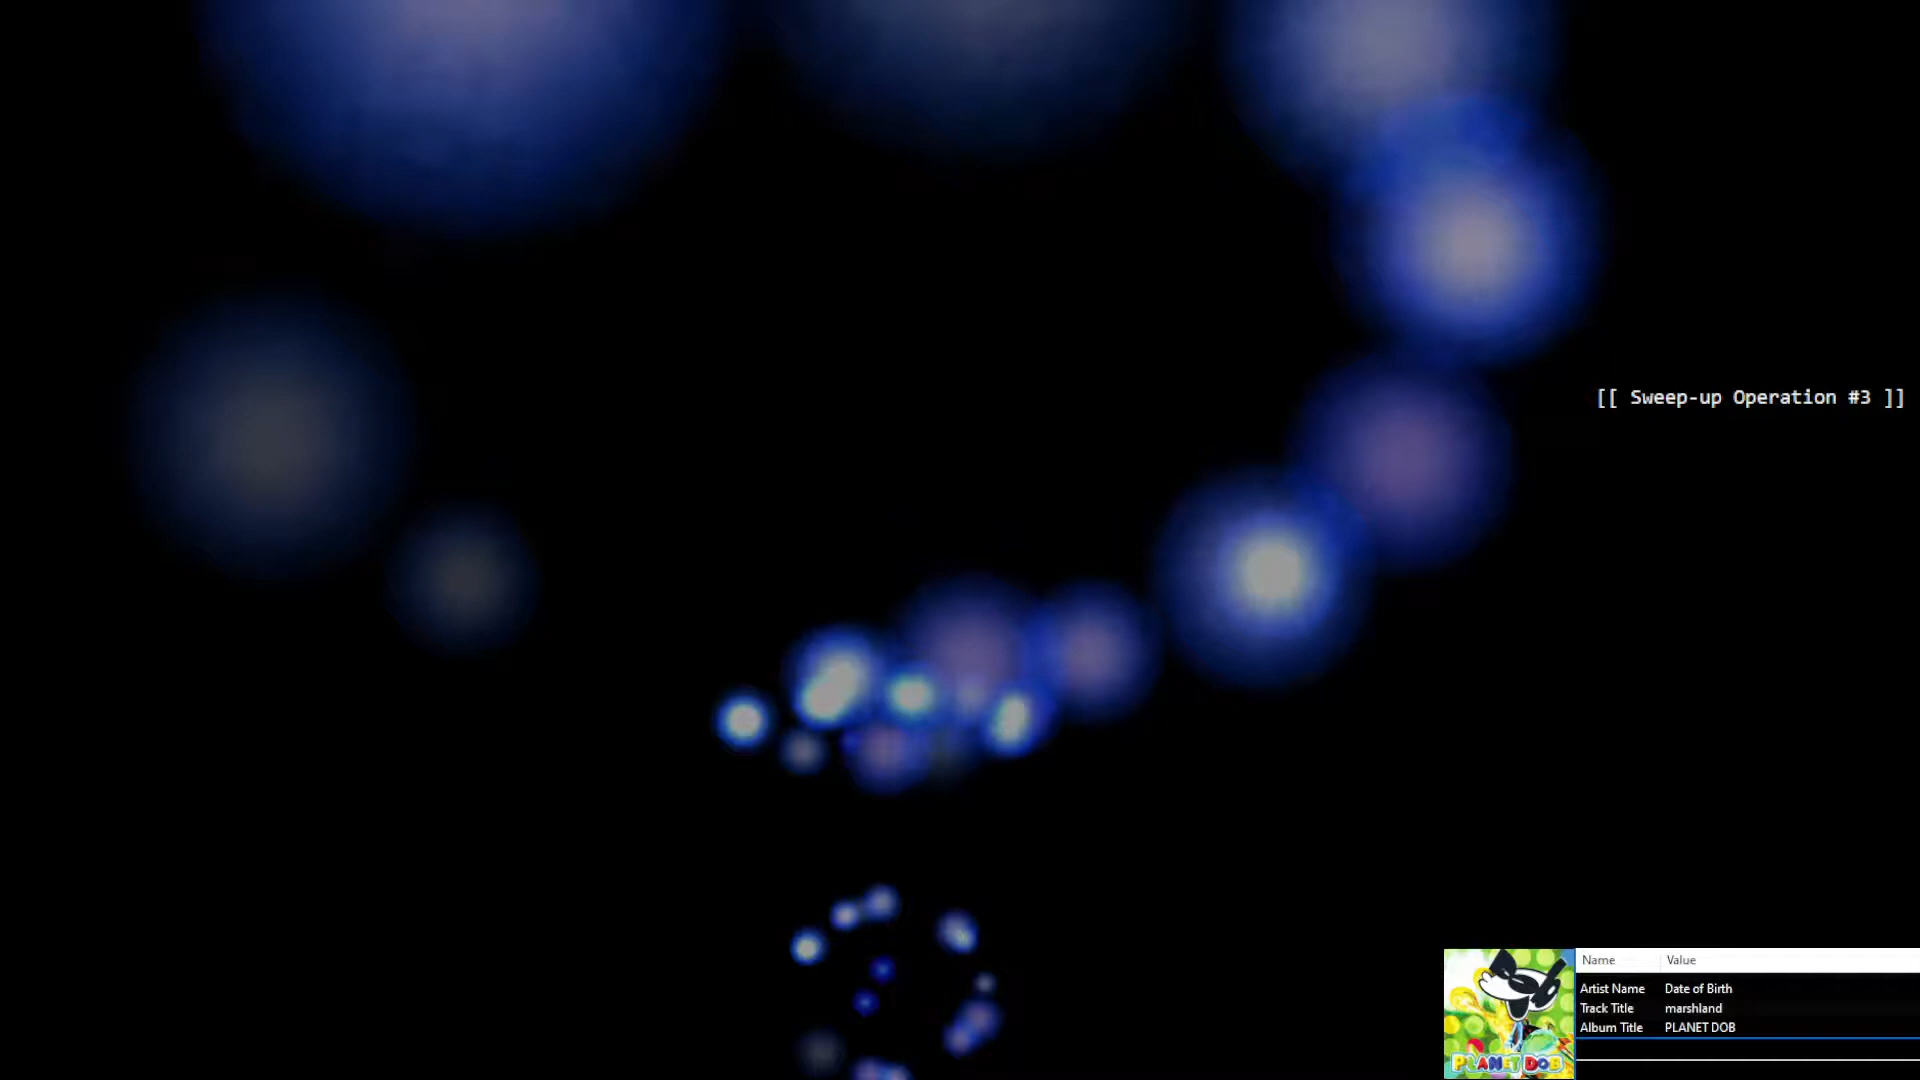 [[ Sweep-up Operation #3 ]]
Name Value
Artist Name Date of Birth
Track Title marshland
Album Title PLANET DOB
PLANET DOB